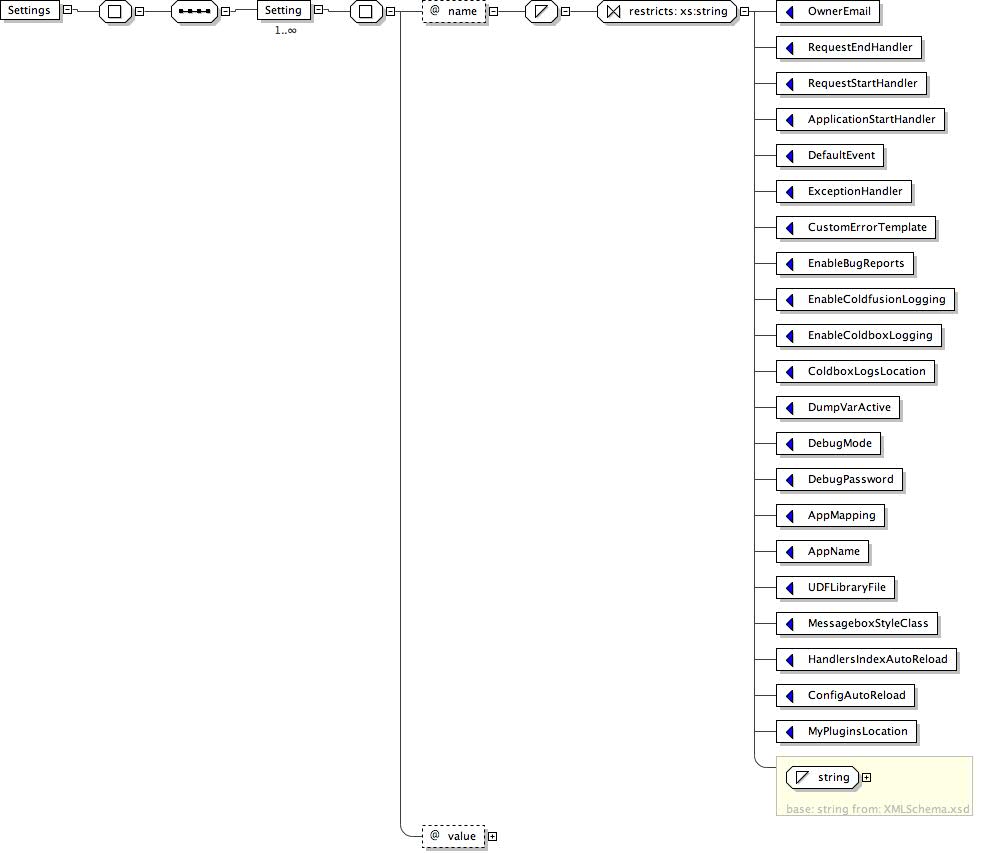 Settings
Setting
1..∞
@ name
restricts: xs:string
OwnerEmail
RequestEndHandler
RequestStartHandler
ApplicationStartHandler
DefaultEvent
ExceptionHandler
CustomErrorTemplate
EnableBugReports
EnableColdfusionLogging
EnableColdboxLogging
ColdboxLogsLocation
DumpVarActive
DebugMode
DebugPassword
AppMapping
AppName
UDFLibraryFile
MessageboxStyleClass
HandlersIndexAutoReload
ConfigAutoReload
MyPluginsLocation
string
base: string from: XMLSchema.xsd
@ value